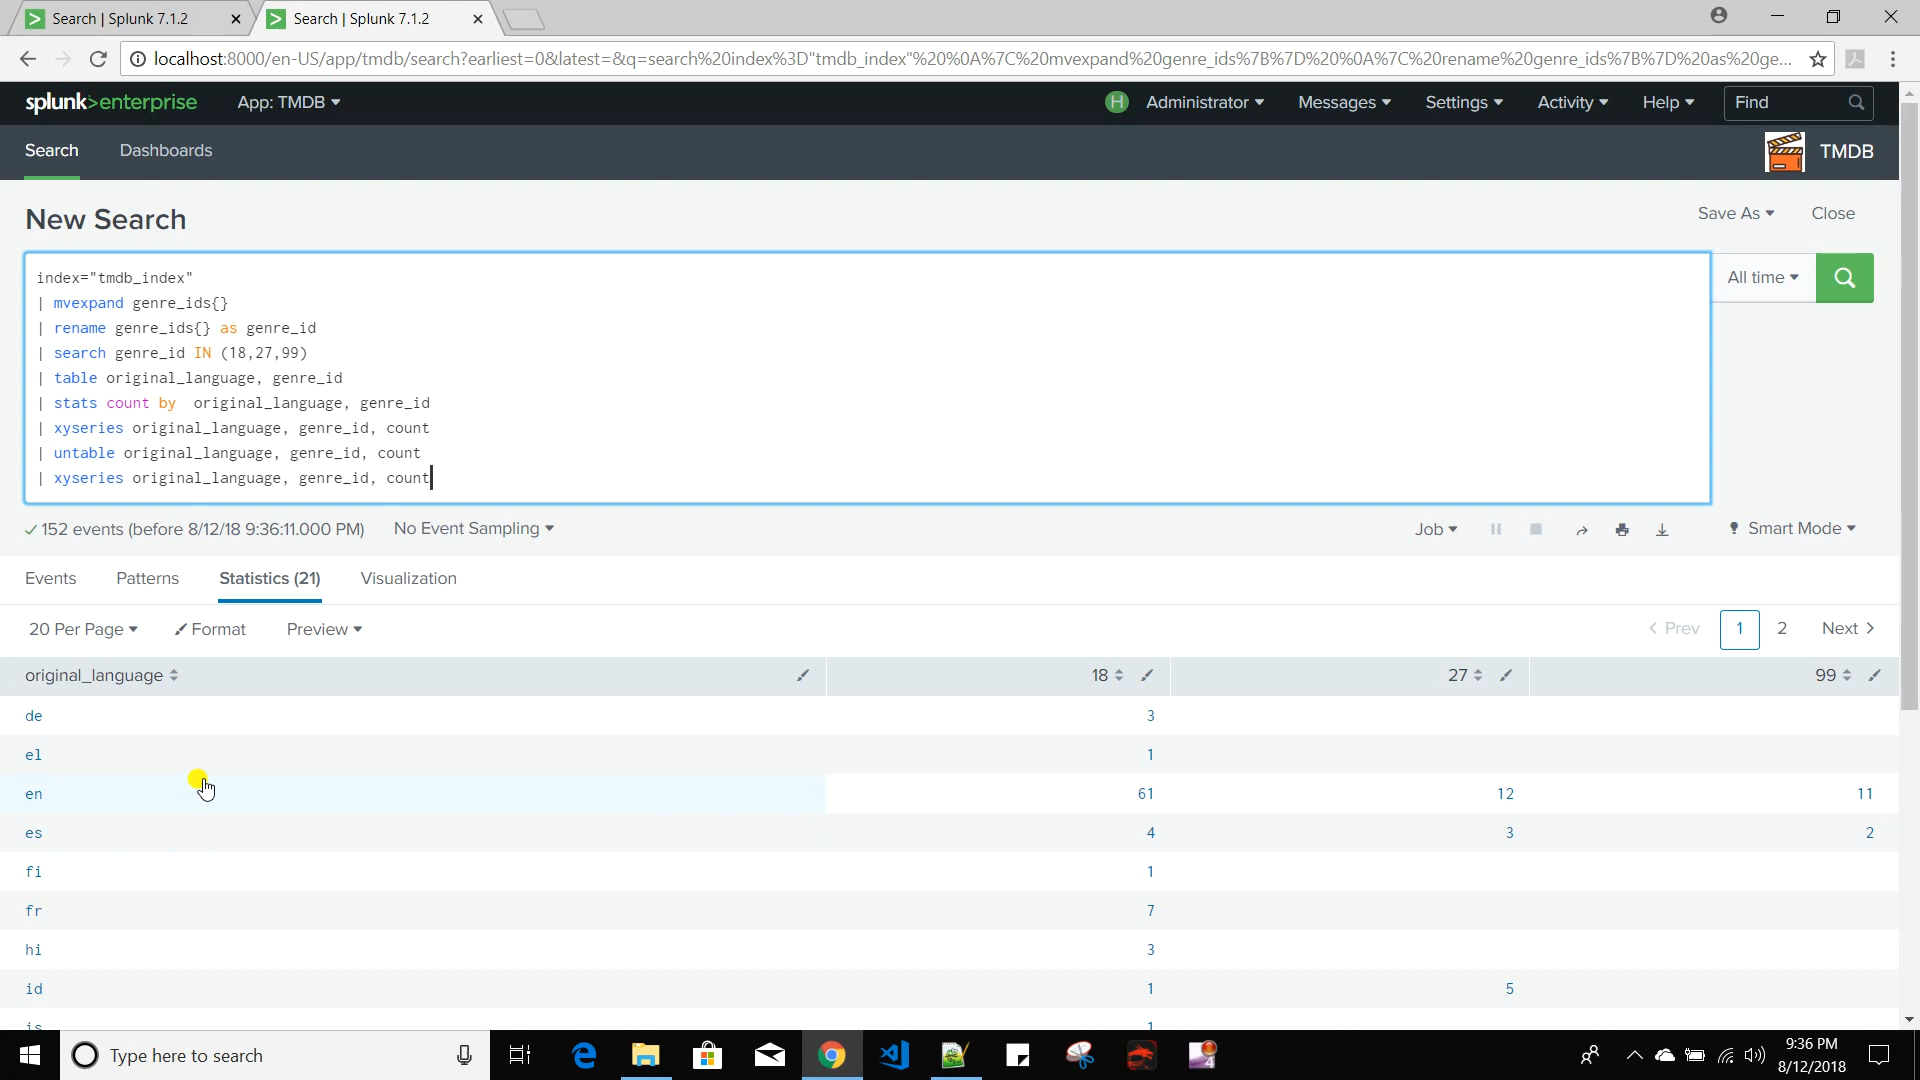 Search | Splunk 7.1.2
Search | Splunk 7.1.2
localhost:8000/en-US/app/tmdb/search?earliest=0&latest=&q=search%20index%3D"tmdb_index"%20%0A%7C%20mvexpand%20genre_ids%7B%7D%20%0A%7C%20rename%20genre_ids%7B%7D%20as%20ge...
splunk>enterprise App: TMDB H Administrator Messages Settings Activity Help Find
Search Dashboards TMDB
New Search Save As Close
index="tmdb_index"
| mvexpand genre_ids{}
| rename genre_ids{} as genre_id
| search genre_id IN (18,27,99)
| table original_language, genre_id
| stats count by  original_language, genre_id
| xyseries original_language, genre_id, count
| untable original_language, genre_id, count
| xyseries original_language, genre_id, count
All time
152 events (before 8/12/18 9:36:11.000 PM) No Event Sampling Job Smart Mode
Events Patterns Statistics (21) Visualization
20 Per Page Format Preview < Prev 1 2 Next >
original_language 18 27 99
de 3
el 1
en 61 12 11
es 4 3 2
fi 1
fr 7
hi 3
id 1 5
is 1
Type here to search
9:36 PM
8/12/2018